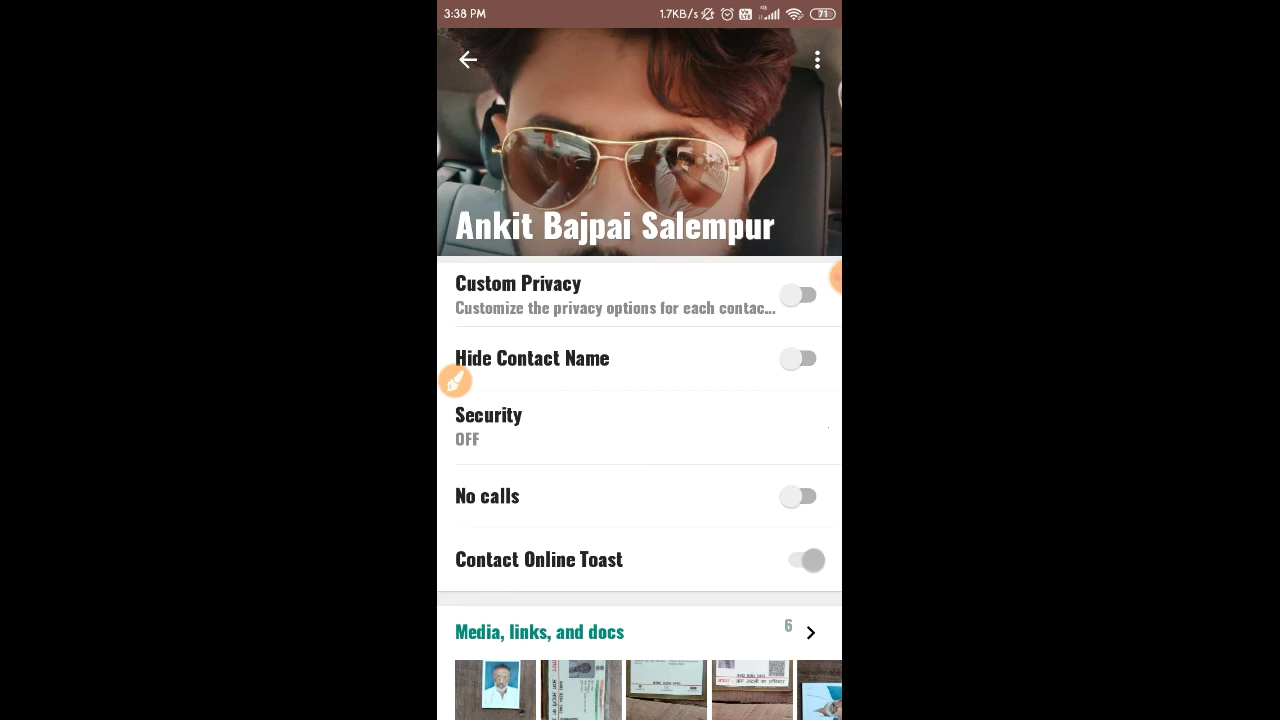 3:38 PM
1.7KB/s
4G
71
Ankit Bajpai Salempur
Custom Privacy
Customize the privacy options for each contac...
Hide Contact Name
Security
OFF
No calls
Contact Online Toast
Media, links, and docs
6